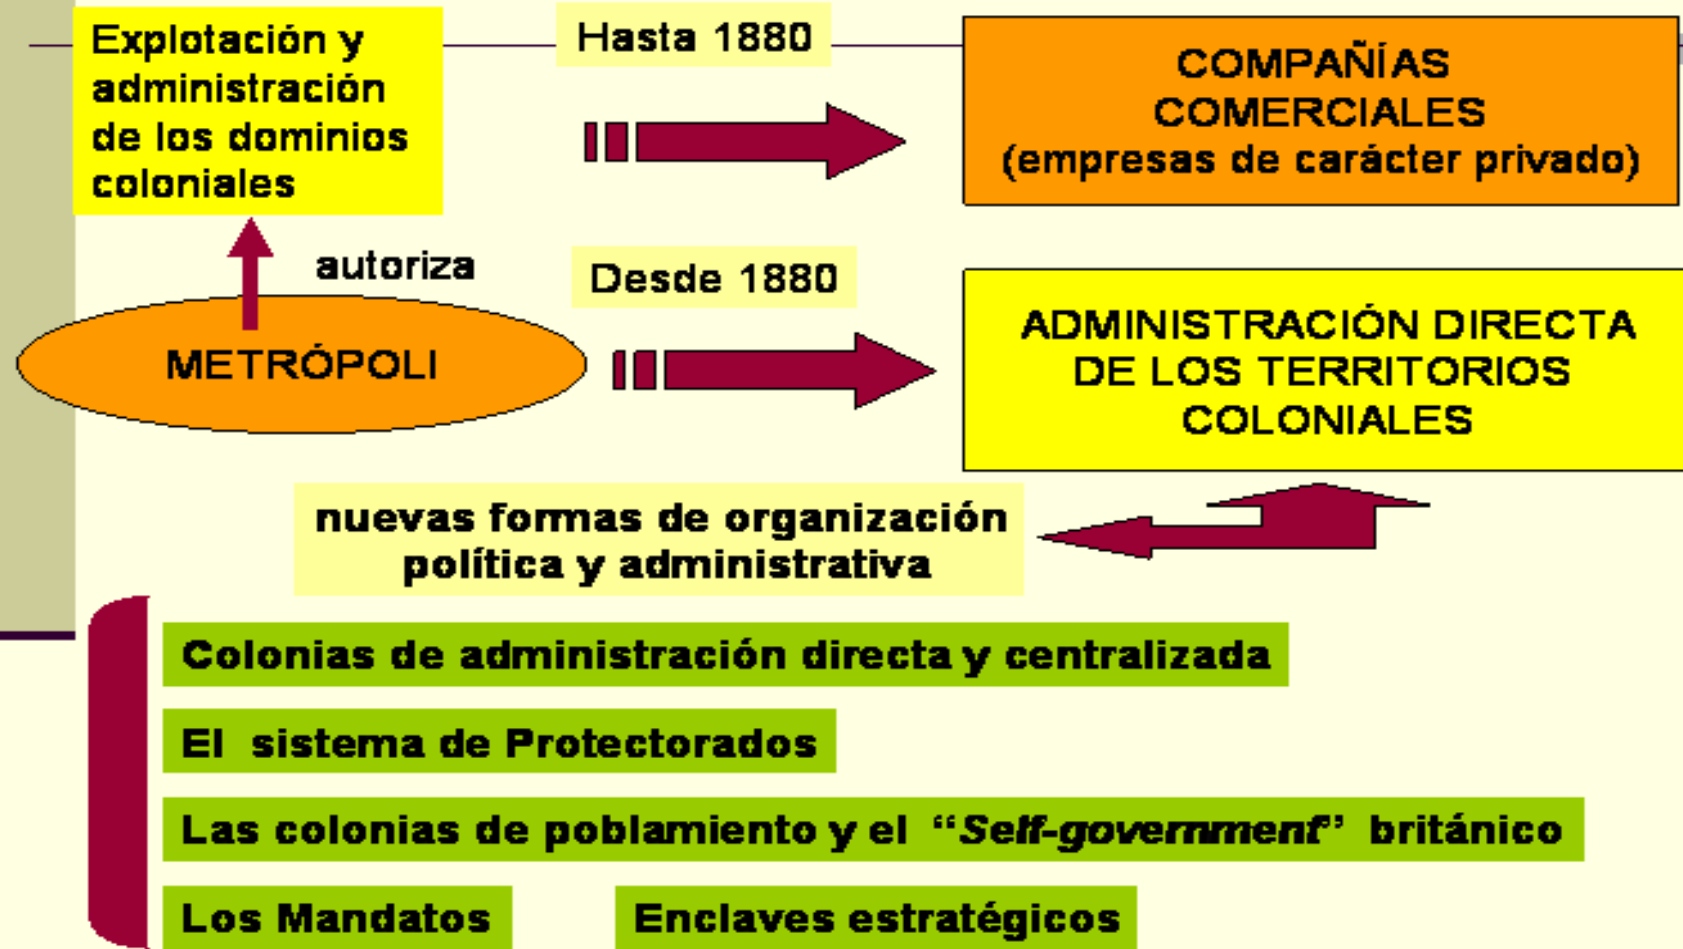 Explotación y
administración
de los dominios
coloniales
Hasta 1880
COMPAÑÍAS
COMERCIALES
(empresas de carácter privado)
autoriza
METRÓPOLI
Desde 1880
ADMINISTRACIÓN DIRECTA
DE LOS TERRITORIOS
COLONIALES
nuevas formas de organización
política y administrativa
Colonias de administración directa y centralizada
El sistema de Protectorados
Las colonias de poblamiento y el “Self-government” británico
Los Mandatos
Enclaves estratégicos